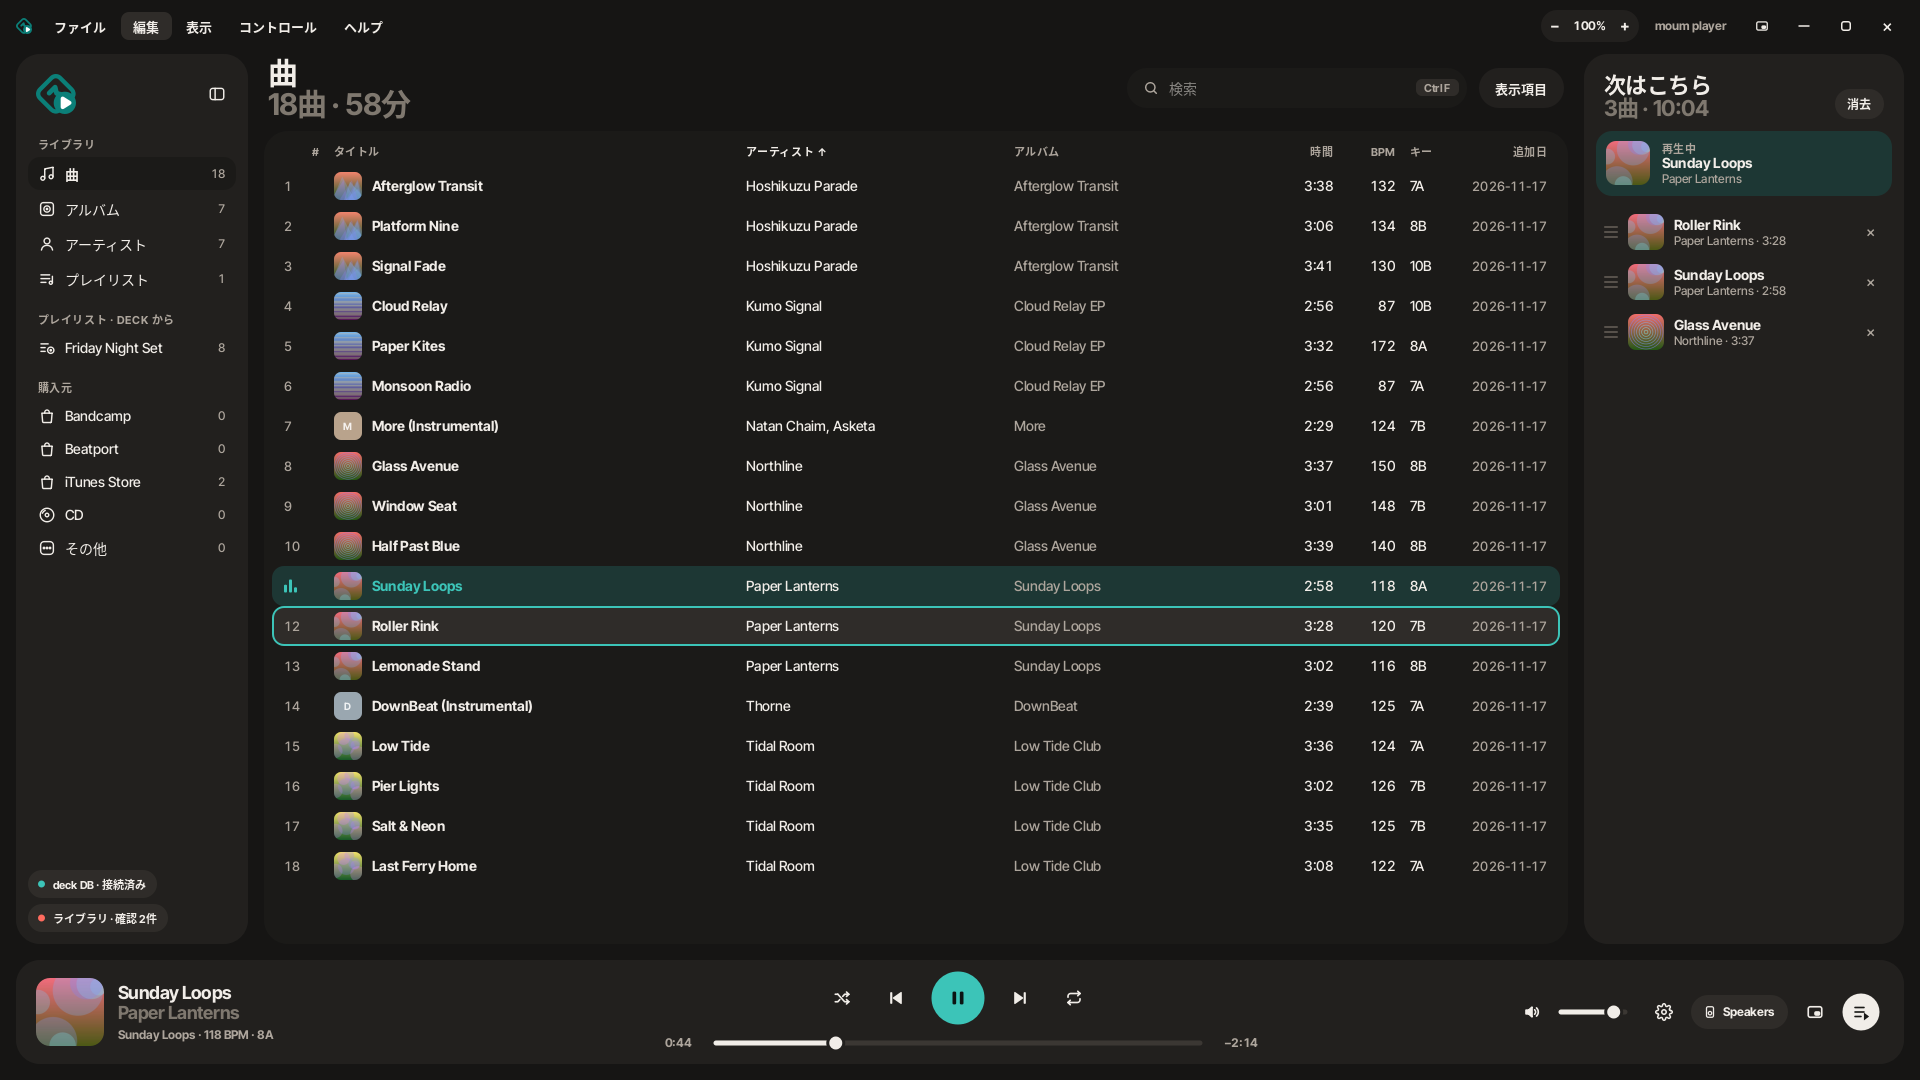 ファイル 編集 表示 コントロール ヘルプ
− 100% + moum player
ライブラリ
曲 18
アルバム 7
アーティスト 7
プレイリスト 1
プレイリスト · DECK から
Friday Night Set 8
購入元
Bandcamp 0
Beatport 0
iTunes Store 2
CD 0
その他 0
deck DB · 接続済み
ライブラリ · 確認 2件
曲
18曲 · 58分
検索 Ctrl F
表示項目
# タイトル アーティスト ↑ アルバム 時間 BPM キー 追加日
1 Afterglow Transit Hoshikuzu Parade Afterglow Transit 3:38 132 7A 2026-11-17
2 Platform Nine Hoshikuzu Parade Afterglow Transit 3:06 134 8B 2026-11-17
3 Signal Fade Hoshikuzu Parade Afterglow Transit 3:41 130 10B 2026-11-17
4 Cloud Relay Kumo Signal Cloud Relay EP 2:56 87 10B 2026-11-17
5 Paper Kites Kumo Signal Cloud Relay EP 3:32 172 8A 2026-11-17
6 Monsoon Radio Kumo Signal Cloud Relay EP 2:56 87 7A 2026-11-17
7 M More (Instrumental) Natan Chaim, Asketa More 2:29 124 7B 2026-11-17
8 Glass Avenue Northline Glass Avenue 3:37 150 8B 2026-11-17
9 Window Seat Northline Glass Avenue 3:01 148 7B 2026-11-17
10 Half Past Blue Northline Glass Avenue 3:39 140 8B 2026-11-17
Sunday Loops Paper Lanterns Sunday Loops 2:58 118 8A 2026-11-17
12 Roller Rink Paper Lanterns Sunday Loops 3:28 120 7B 2026-11-17
13 Lemonade Stand Paper Lanterns Sunday Loops 3:02 116 8B 2026-11-17
14 D DownBeat (Instrumental) Thorne DownBeat 2:39 125 7A 2026-11-17
15 Low Tide Tidal Room Low Tide Club 3:36 124 7A 2026-11-17
16 Pier Lights Tidal Room Low Tide Club 3:02 126 7B 2026-11-17
17 Salt & Neon Tidal Room Low Tide Club 3:35 125 7B 2026-11-17
18 Last Ferry Home Tidal Room Low Tide Club 3:08 122 7A 2026-11-17
次はこちら
3曲 · 10:04
消去
再生中
Sunday Loops
Paper Lanterns
Roller Rink
Paper Lanterns · 3:28
Sunday Loops
Paper Lanterns · 2:58
Glass Avenue
Northline · 3:37
Sunday Loops
Paper Lanterns
Sunday Loops · 118 BPM · 8A
0:44 −2:14
Speakers